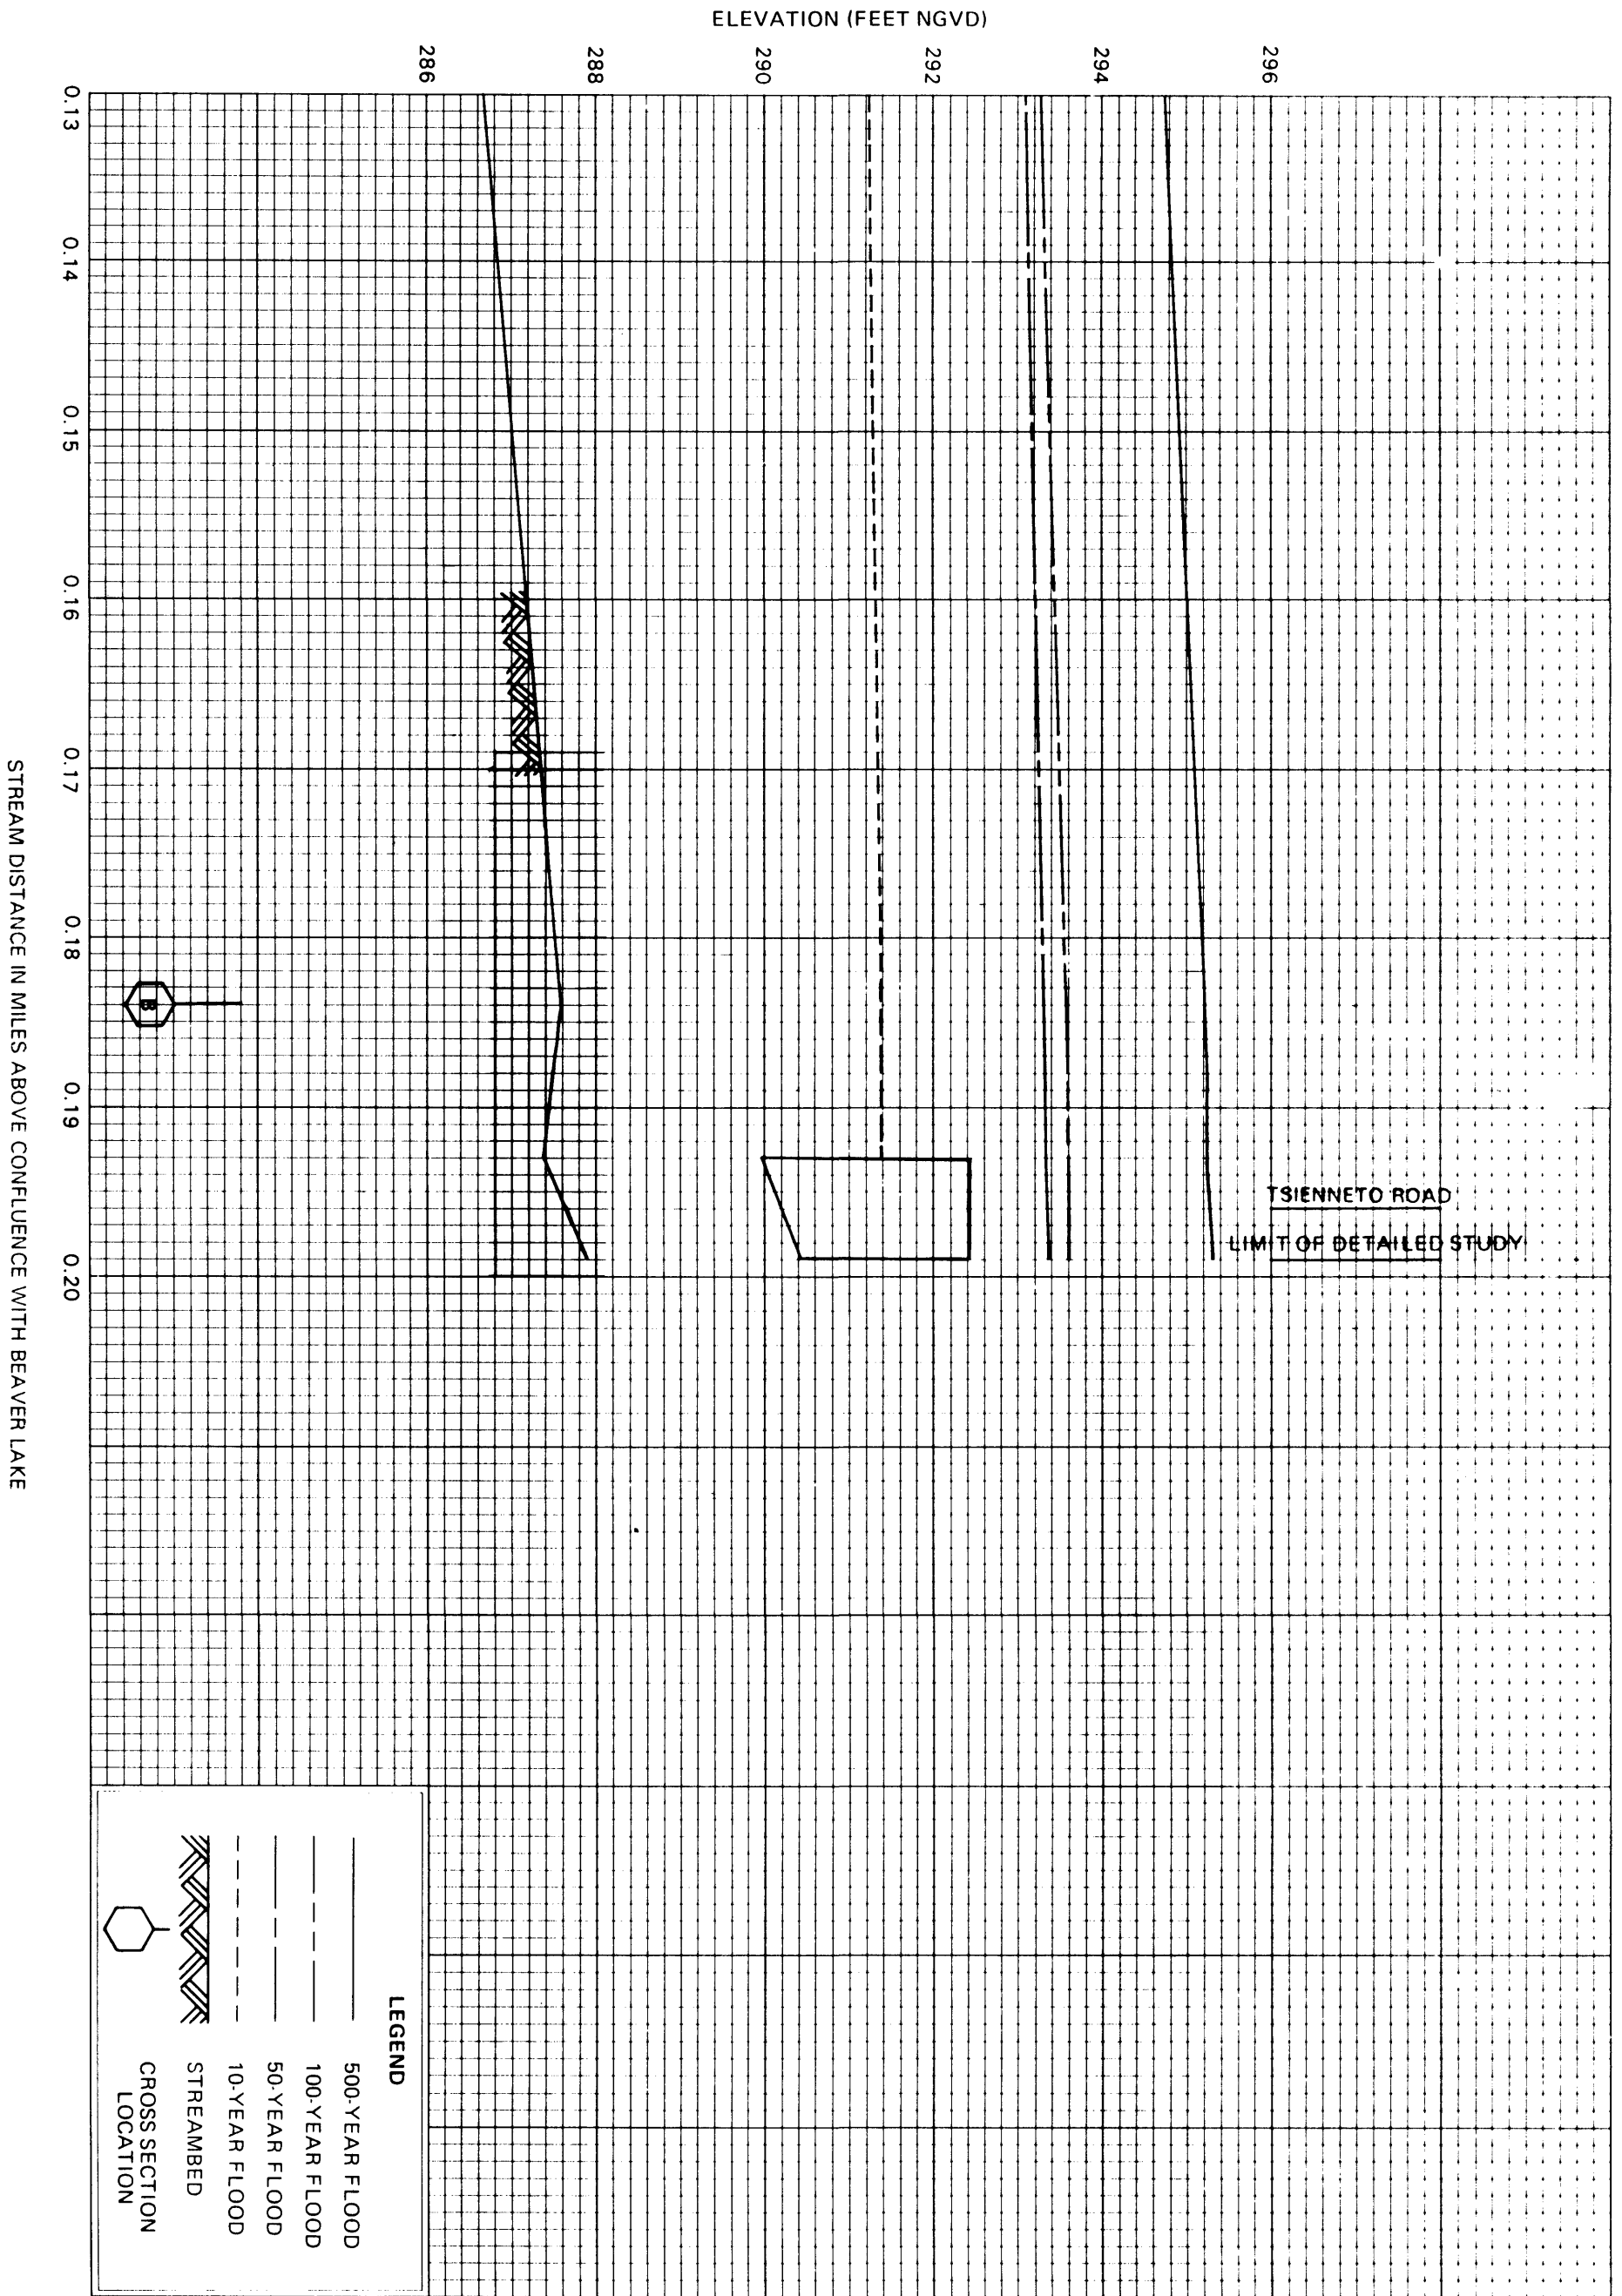 ELEVATION (FEET NGVD)
296
294
292
290
288
286
0.13
0.14
0.15
0.16
0.17
0.18
0.19
0.20
TSIENNETO ROAD
LIMIT OF DETAILED STUDY
B
STREAM DISTANCE IN MILES ABOVE CONFLUENCE WITH BEAVER LAKE
LEGEND
500-YEAR FLOOD
100-YEAR FLOOD
50-YEAR FLOOD
10-YEAR FLOOD
STREAMBED
CROSS SECTION
LOCATION